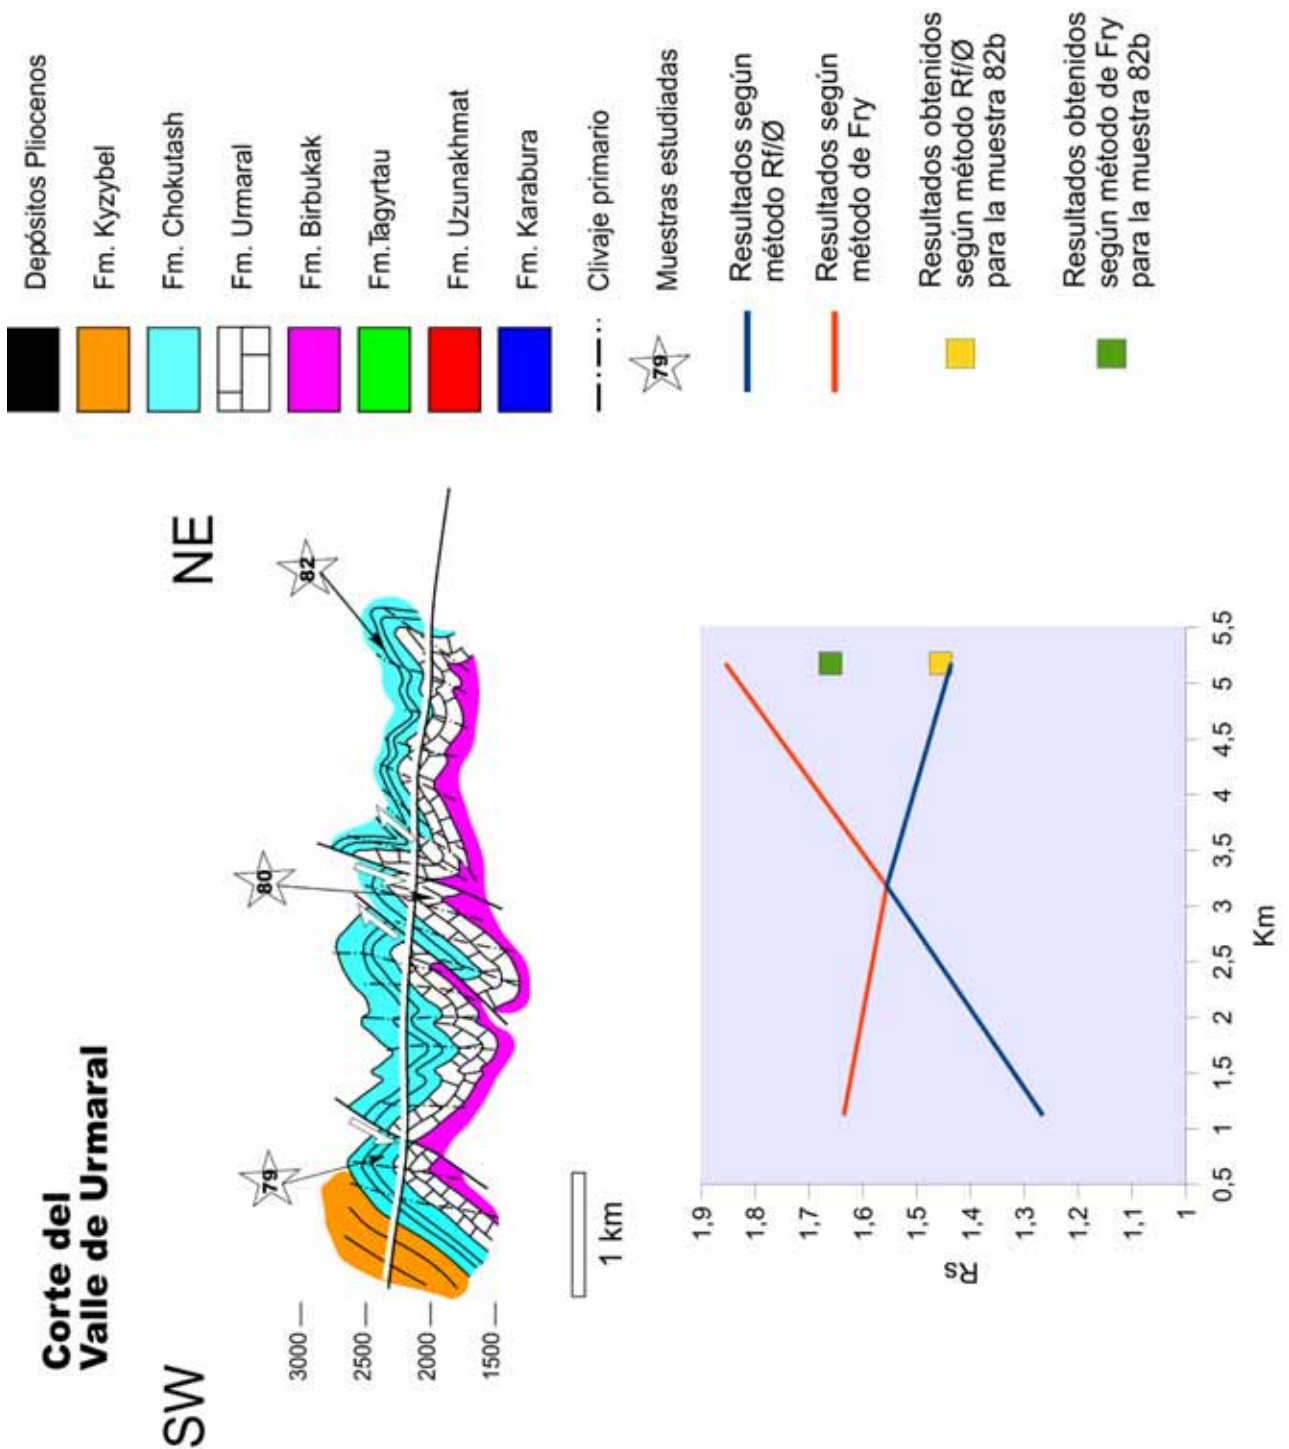 Corte del
Valle de Urmaral
SW
NE
79
80
82
3000
2500
2000
1500
1 km
Rs
1,9
1,8
1,7
1,6
1,5
1,4
1,3
1,2
1,1
1
0,5
1
1,5
2
2,5
3
3,5
4
4,5
5
5,5
Km
Depósitos Pliocenos
Fm. Kyzybel
Fm. Chokutash
Fm. Urmaral
Fm. Birbukak
Fm.Tagyrtau
Fm. Uzunakhmat
Fm. Karabura
Clivaje primario
79
Muestras estudiadas
Resultados según
método Rf/Ø
Resultados según
método de Fry
Resultados obtenidos
según método Rf/Ø
para la muestra 82b
Resultados obtenidos
según método de Fry
para la muestra 82b